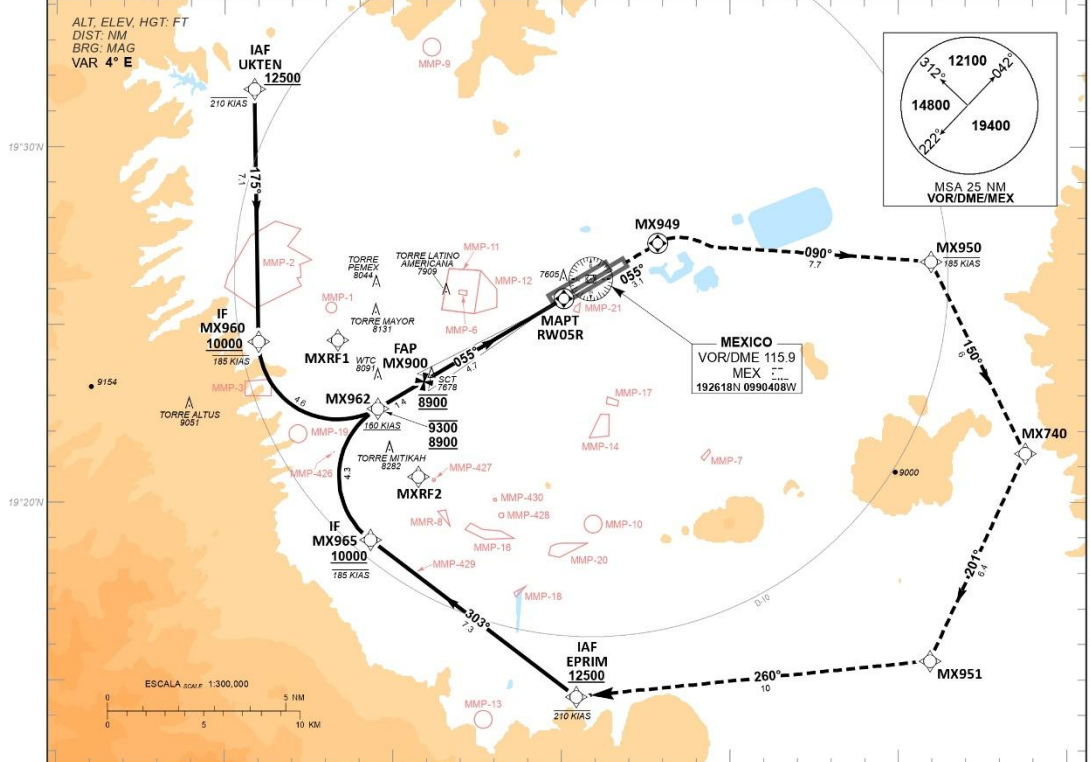 ALT, ELEV, HGT: FT
DIST: NM
BRG: MAG
VAR 4° E
IAF
UKTEN
12500
210 KIAS
MMP-9
312°
12100
042°
14800
19400
222°
MSA 25 NM
VOR/DME/MEX
19°30'
175°
7.1
MMP-2
MX949
090°
7.7
MX950
185 KIAS
TORRE
PEMEX
8044
TORRE LATINO
AMERICANA
7909
MMP-11
MMP-12
MMP-6
7605
055°
3.1
MMP-1
TORRE MAYOR
8131
MMP-21
MAPT
RW05R
IF
MX960
10000
185 KIAS
MXRF1
FAP
MX900
055°
4.7
WTC
8091
SCT
7678
8900
MEXICO
VOR/DME 115.9
MEX
192618N 0990408W
150°
6
9154
MMP-3
TORRE ALTUS
9051
4.6
MX962
1.4
160 KIAS
9300
8900
MMP-17
MMP-19
MMP-14
MX740
MMP-426
TORRE MITIKAH
8282
MMP-427
MMP-7
9000
4.3
MXRF2
19°20'
MMP-430
MMR-8
MMP-428
MMP-10
IF
MX965
10000
185 KIAS
MMP-16
MMP-20
MMP-429
201°
6.4
MMP-18
D-10
303°
7.3
IAF
EPRIM
12500
210 KIAS
260°
10
MX951
ESCALA SCALE 1:300,000
0 5 NM
0 5 10 KM
MMP-13